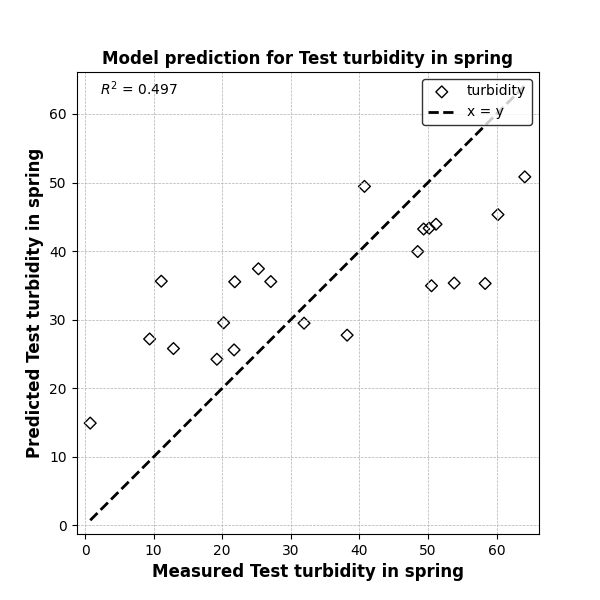 Model prediction for Test turbidity in spring
R² = 0.497
turbidity
x = y
Predicted Test turbidity in spring
60
50
40
30
20
10
0
0 10 20 30 40 50 60
Measured Test turbidity in spring